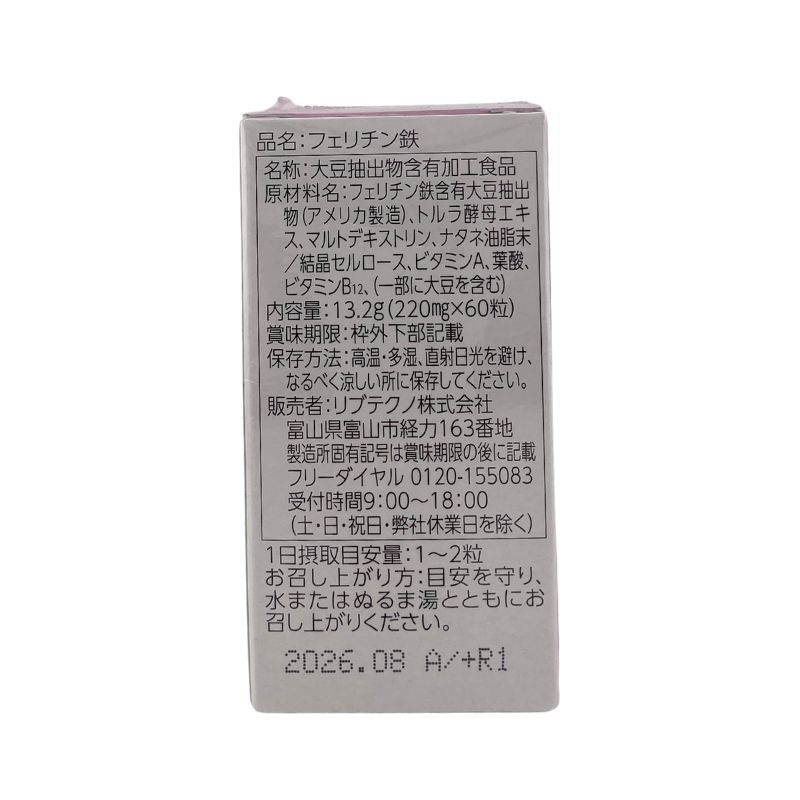 品名：フェリチン鉄
名称：大豆抽出物含有加工食品
原材料名：フェリチン鉄含有大豆抽出
物（アメリカ製造）、トルラ酵母エキ
ス、マルトデキストリン、ナタネ油脂末
／結晶セルロース、ビタミンA、葉酸、
ビタミンB₁₂、（一部に大豆を含む）
内容量：13.2g（220㎎×60粒）
賞味期限：枠外下部記載
保存方法：高温・多湿、直射日光を避け、
なるべく涼しい所に保存してください。
販売者：リブテクノ株式会社
富山県富山市経力163番地
製造所固有記号は賞味期限の後に記載
フリーダイヤル 0120-155083
受付時間9：00〜18：00
（土・日・祝日・弊社休業日を除く）
1日摂取目安量：1〜2粒
お召し上がり方：目安を守り、
水またはぬるま湯とともにお
召し上がりください。
2026.08 A/+R1